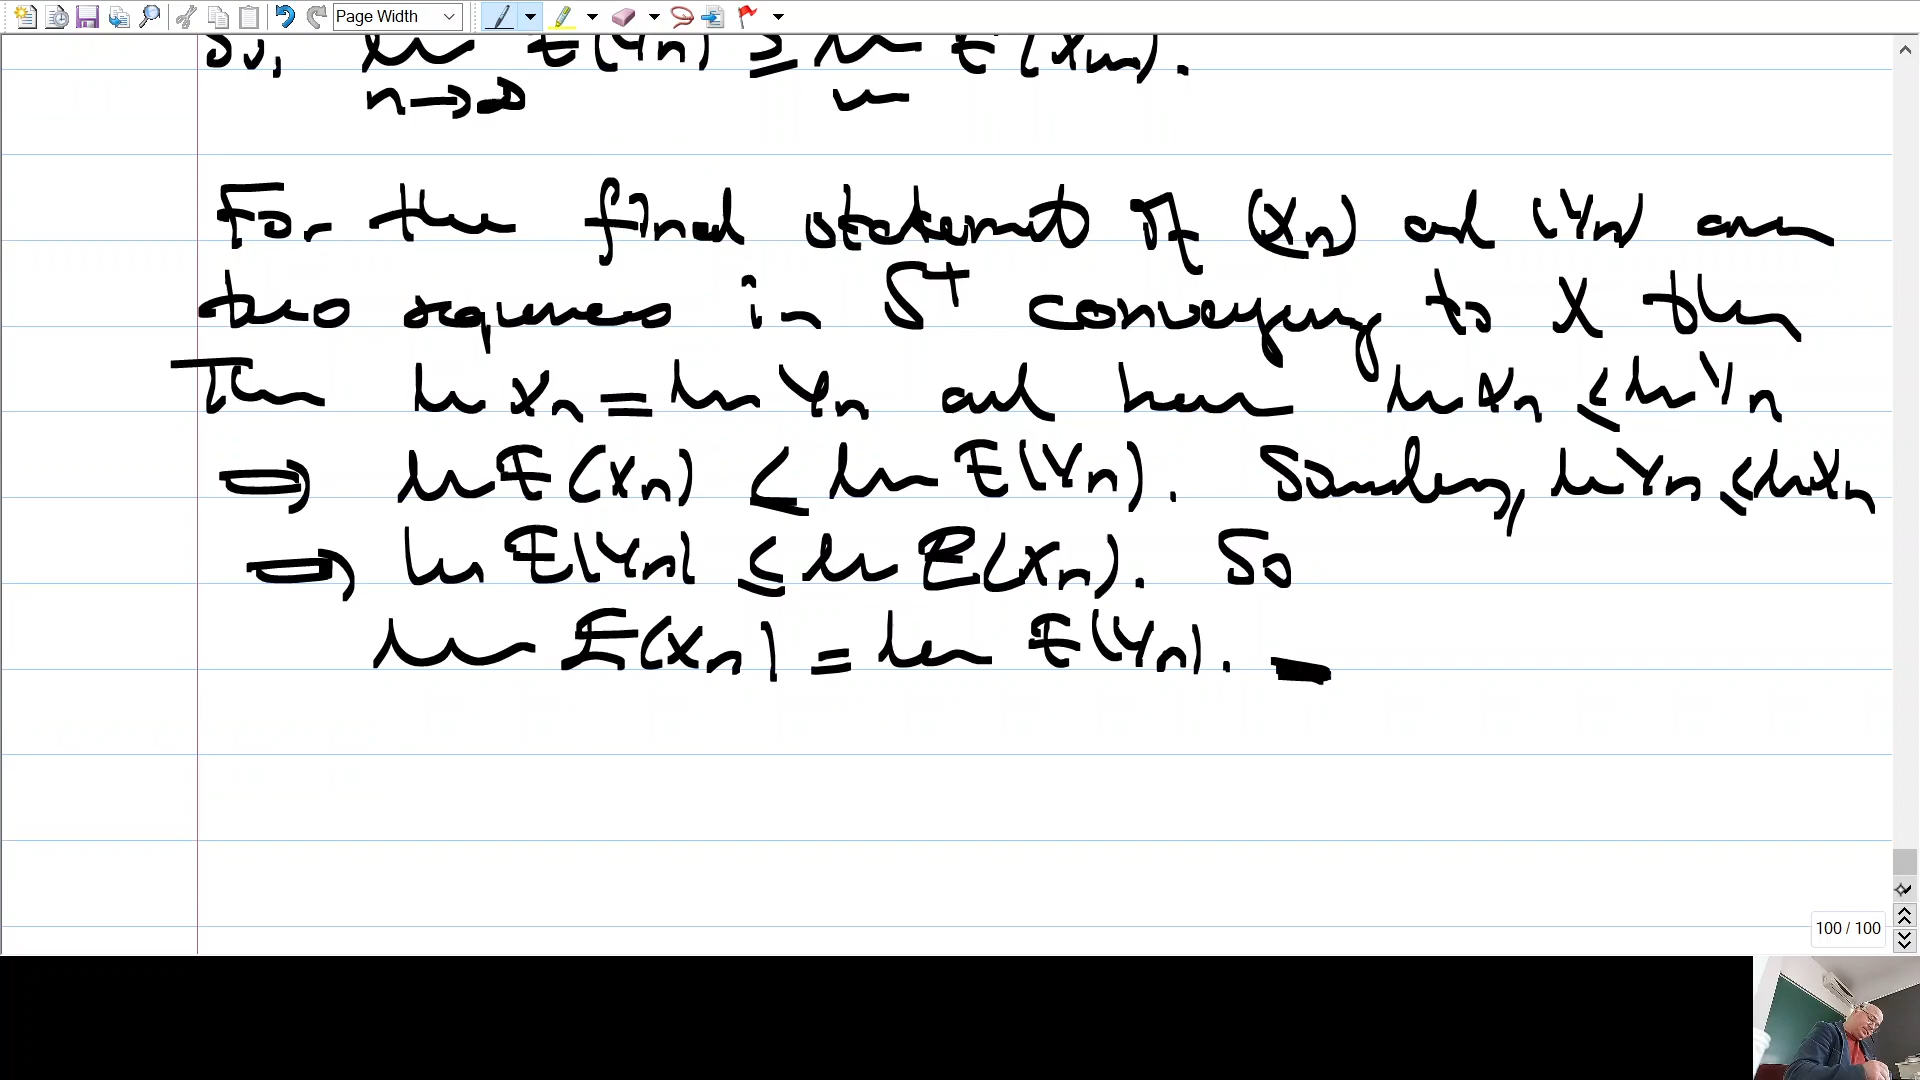 Page Width
So, lim E(Yn) ≥ lim E(Xm).
n→∞ m
For the final statement if (Xn) and (Yn) are
two sequences in S⁺ converging to X then
Then lim Xn = lim Yn and hence lim Xn ≤ lim Yn
⇒ lim E(Xn) ≤ lim E(Yn). Similarly, lim Yn ≤ lim Xn
⇒ lim E(Yn) ≤ lim E(Xn). So
lim E(Xn) = lim E(Yn).
100 / 100